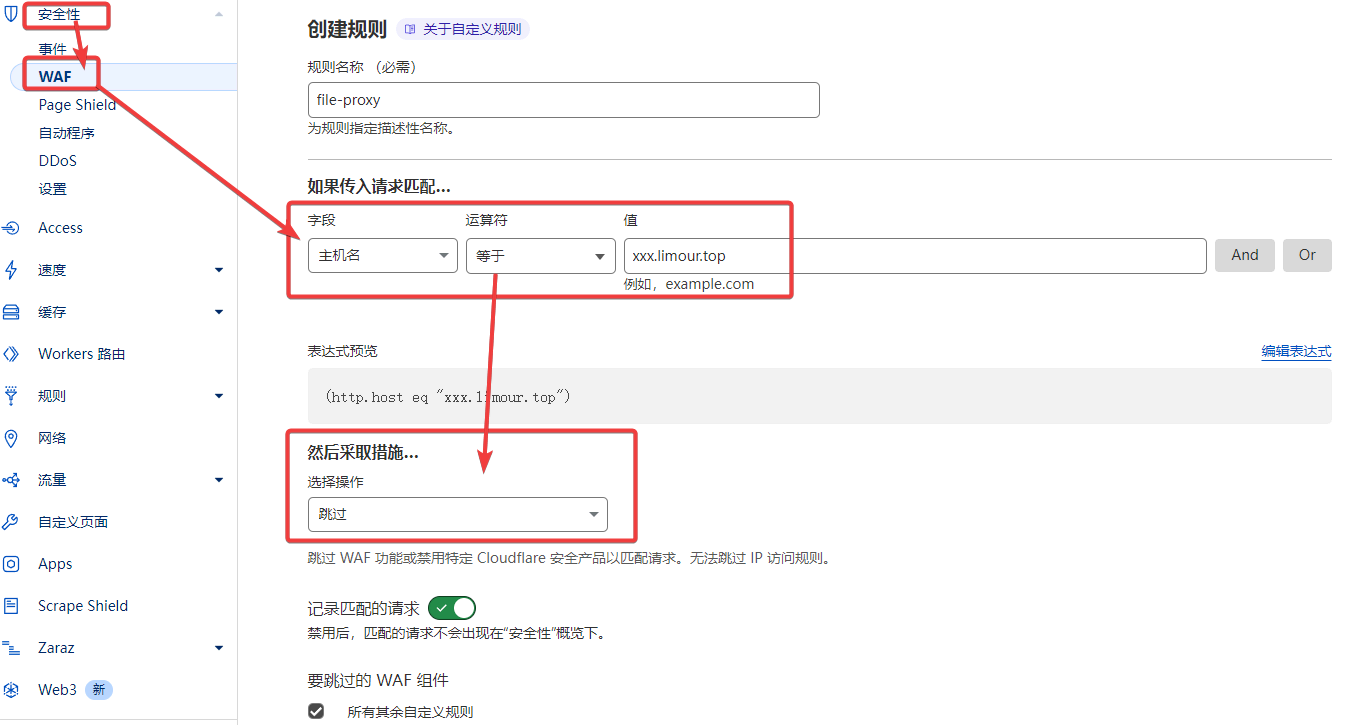 安全性
事件
WAF
Page Shield
自动程序
DDoS
设置
Access
速度
缓存
Workers 路由
规则
网络
流量
自定义页面
Apps
Scrape Shield
Zaraz
Web3 新
创建规则 关于自定义规则
规则名称 （必需）
file-proxy
为规则指定描述性名称。
如果传入请求匹配...
字段 运算符 值
主机名 等于 xxx.limour.top And Or
例如，example.com
表达式预览 编辑表达式
(http.host eq "xxx.limour.top")
然后采取措施...
选择操作
跳过
跳过 WAF 功能或禁用特定 Cloudflare 安全产品以匹配请求。无法跳过 IP 访问规则。
记录匹配的请求
禁用后，匹配的请求不会出现在“安全性”概览下。
要跳过的 WAF 组件
所有其余自定义规则